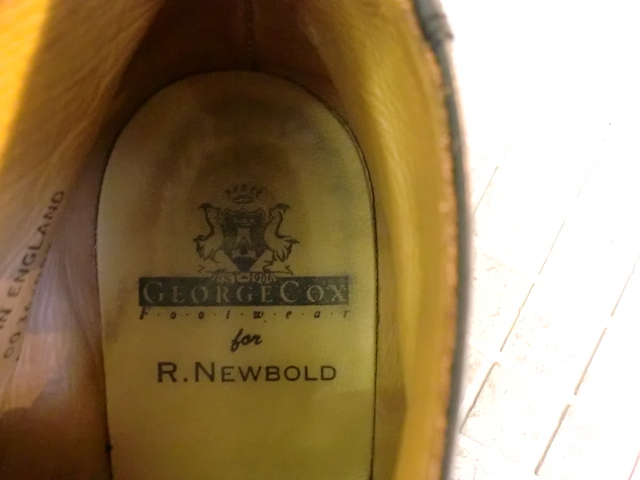 GEORGE COX
Footwear
for
R. NEWBOLD
IN ENGLAND